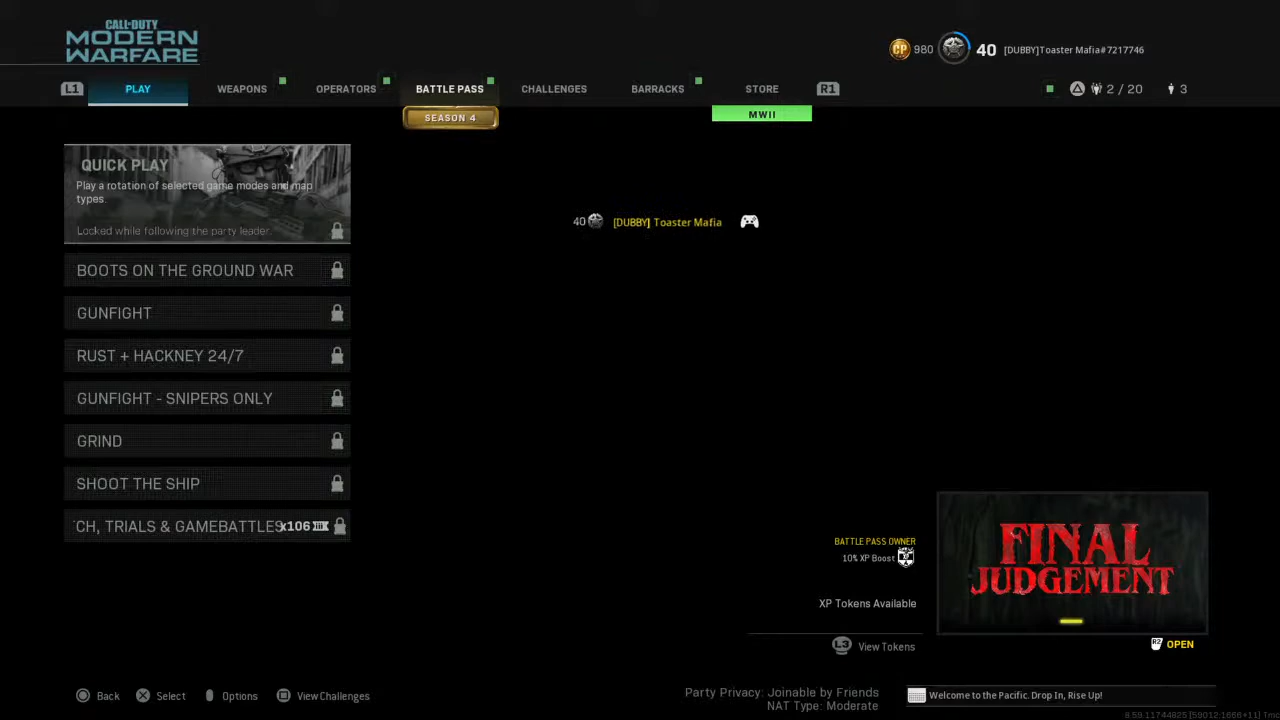 CALL OF DUTY
MODERN
WARFARE
CP 980 40 [DUBBY]Toaster Mafia#7217746
L1 PLAY WEAPONS OPERATORS BATTLE PASS CHALLENGES BARRACKS STORE R1 2 / 20 3
SEASON 4 MWII
QUICK PLAY
Play a rotation of selected game modes and map
types.
Locked while following the party leader.
40 [DUBBY] Toaster Mafia
BOOTS ON THE GROUND WAR
GUNFIGHT
RUST + HACKNEY 24/7
GUNFIGHT - SNIPERS ONLY
GRIND
SHOOT THE SHIP
CH, TRIALS & GAMEBATTLES x106
BATTLE PASS OWNER
10% XP Boost
XP Tokens Available
L3 View Tokens
FINAL
JUDGEMENT
R2 OPEN
Back Select Options View Challenges
Party Privacy: Joinable by Friends
NAT Type: Moderate
Welcome to the Pacific. Drop In, Rise Up!